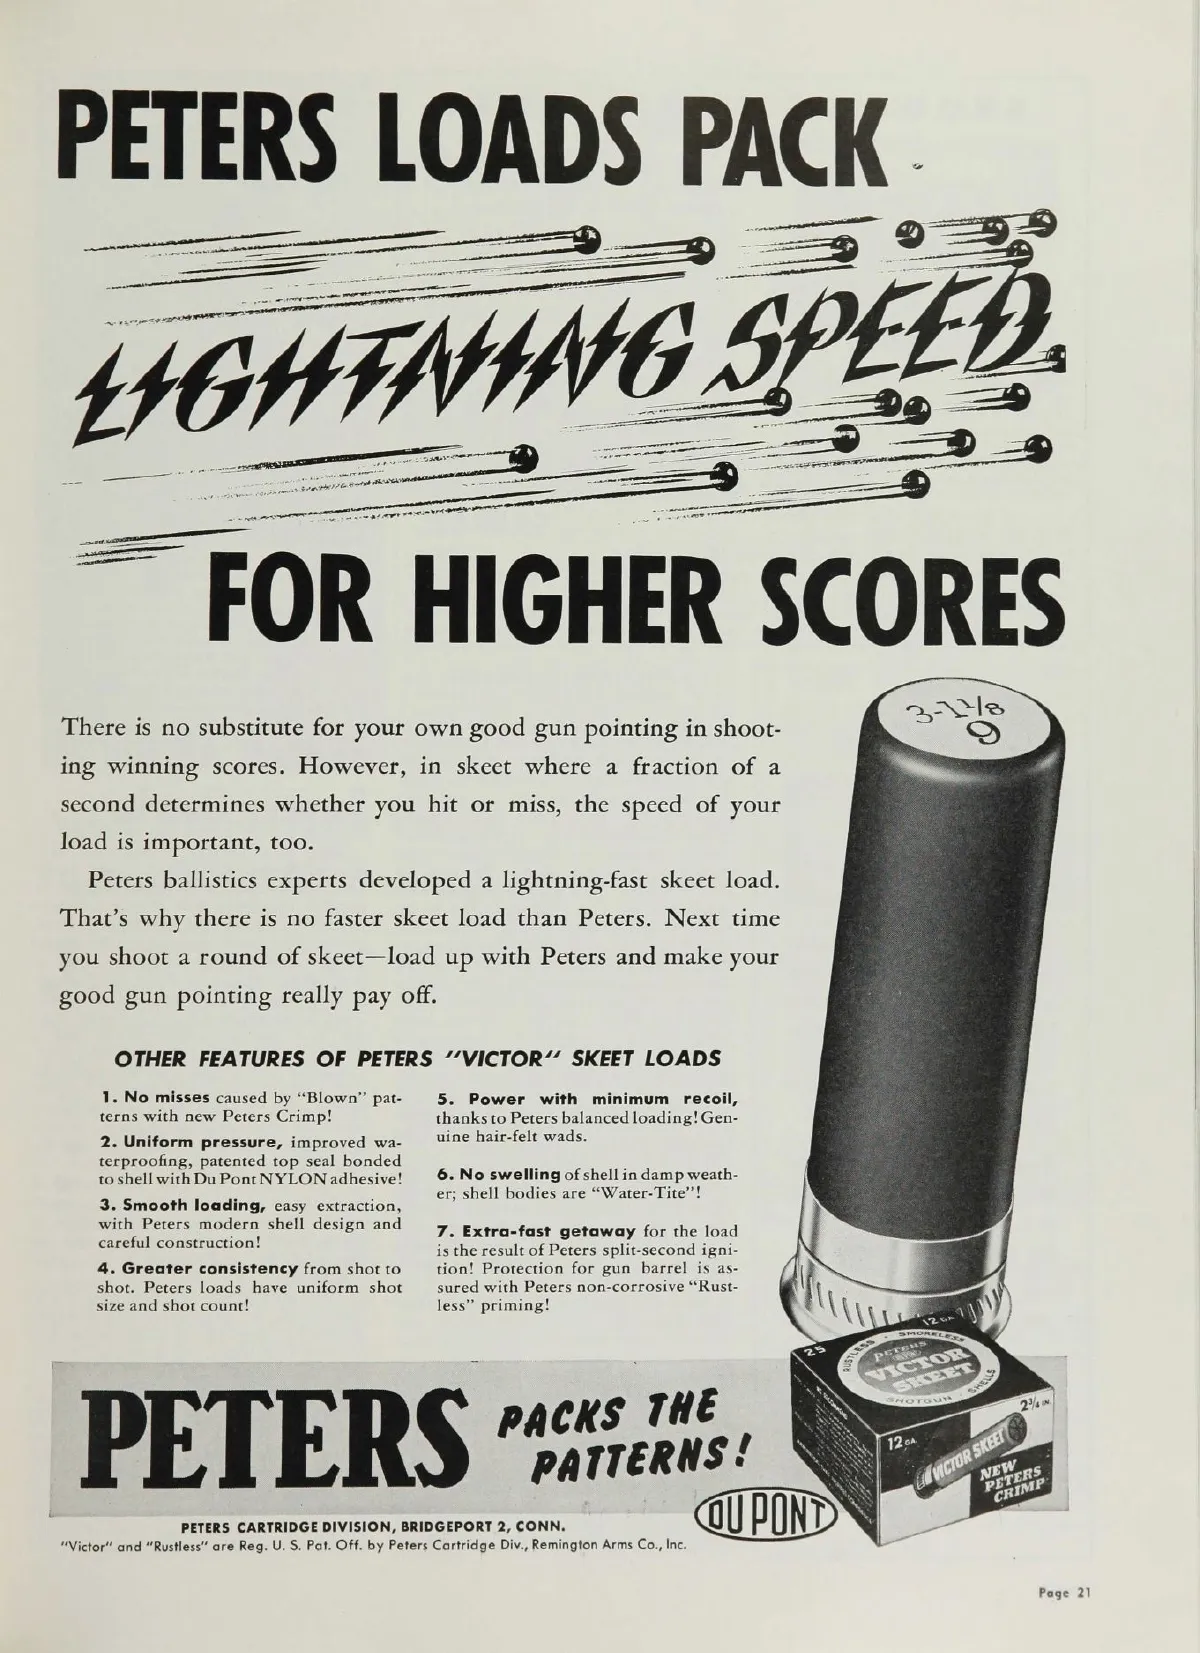 PETERS LOADS PACK
LIGHTNING SPEED
FOR HIGHER SCORES
3-1 1/8
9
There is no substitute for your own good gun pointing in shoot-
ing winning scores. However, in skeet where a fraction of a
second determines whether you hit or miss, the speed of your
load is important, too.
Peters ballistics experts developed a lightning-fast skeet load.
That's why there is no faster skeet load than Peters. Next time
you shoot a round of skeet—load up with Peters and make your
good gun pointing really pay off.
OTHER FEATURES OF PETERS "VICTOR" SKEET LOADS
1. No misses caused by "Blown" pat-
terns with new Peters Crimp!
2. Uniform pressure, improved wa-
terproofing, patented top seal bonded
to shell with Du Pont NYLON adhesive!
3. Smooth loading, easy extraction,
with Peters modern shell design and
careful construction!
4. Greater consistency from shot to
shot. Peters loads have uniform shot
size and shot count!
5. Power with minimum recoil,
thanks to Peters balanced loading! Gen-
uine hair-felt wads.
6. No swelling of shell in damp weath-
er; shell bodies are "Water-Tite"!
7. Extra-fast getaway for the load
is the result of Peters split-second igni-
tion! Protection for gun barrel is as-
sured with Peters non-corrosive "Rust-
less" priming!
12 GA.
25
RUSTLESS · SMOKELESS
PETERS
VICTOR
SKEET
SHOTGUN · SHELLS
2¾ IN.
12 GA.
VICTOR SKEET
NEW
PETERS
CRIMP
PETERS PACKS THE
PATTERNS!
DU PONT
PETERS CARTRIDGE DIVISION, BRIDGEPORT 2, CONN.
"Victor" and "Rustless" are Reg. U. S. Pat. Off. by Peters Cartridge Div., Remington Arms Co., Inc.
Page 21